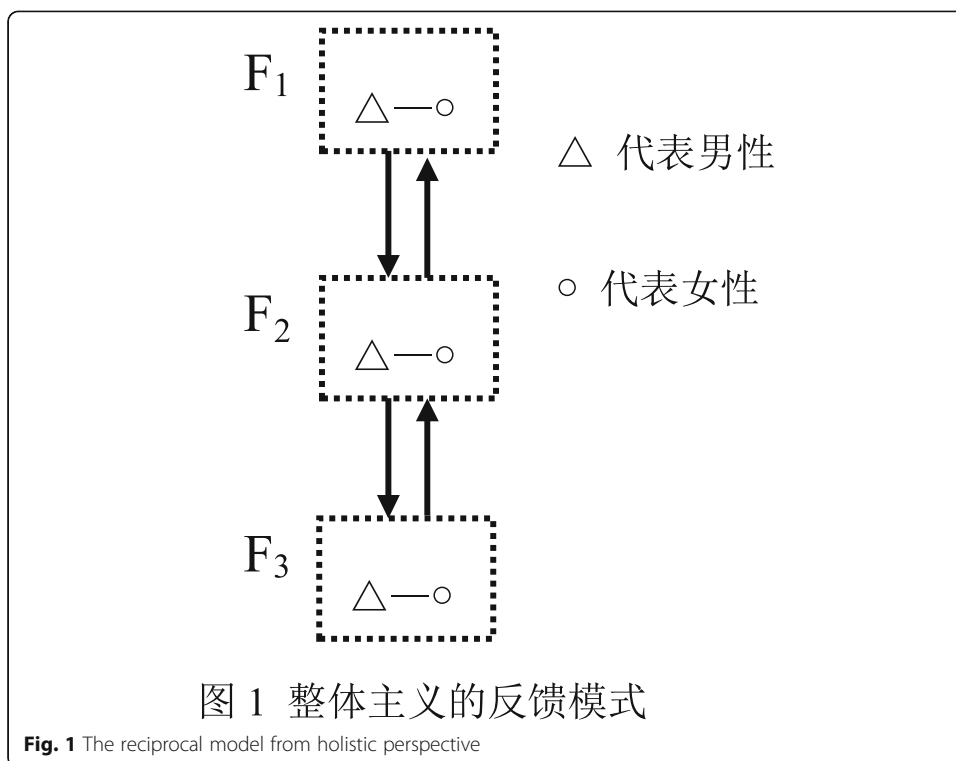 F₁
△ 代表男性
○ 代表女性
F₂
F₃
图 1 整体主义的反馈模式
Fig. 1 The reciprocal model from holistic perspective